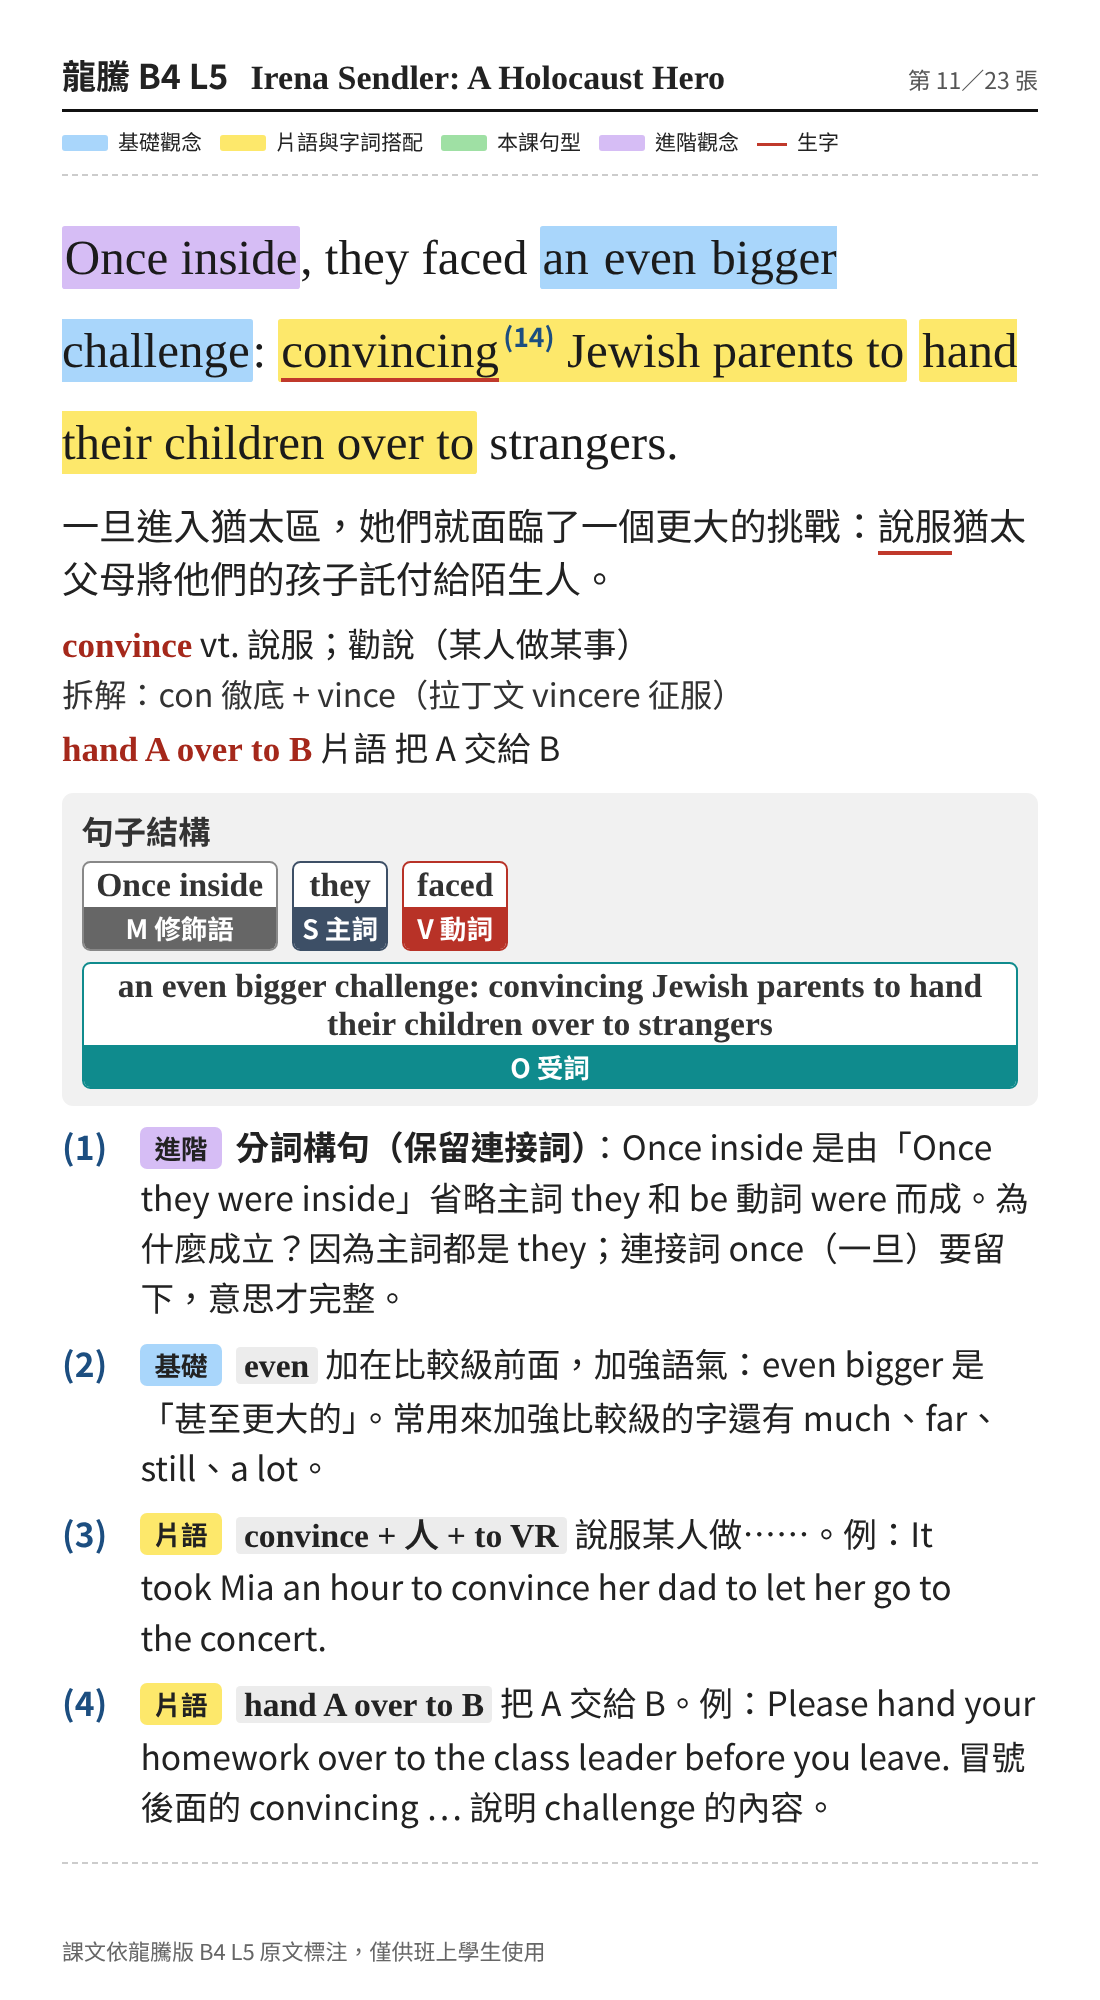 龍騰 B4 L5 Irena Sendler: A Holocaust Hero 第 11／23 張
基礎觀念 片語與字詞搭配 本課句型 進階觀念 生字
Once inside, they faced an even bigger
challenge: convincing(14) Jewish parents to hand
their children over to strangers.
一旦進入猶太區，她們就面臨了一個更大的挑戰：說服猶太
父母將他們的孩子託付給陌生人。
convince vt. 說服；勸說（某人做某事）
拆解：con 徹底 + vince（拉丁文 vincere 征服）
hand A over to B 片語 把 A 交給 B
句子結構
Once inside they faced
M 修飾語 S 主詞 V 動詞
an even bigger challenge: convincing Jewish parents to hand
their children over to strangers
O 受詞
(1) 進階 分詞構句（保留連接詞）：Once inside 是由「Once
they were inside」省略主詞 they 和 be 動詞 were 而成。為
什麼成立？因為主詞都是 they；連接詞 once（一旦）要留
下，意思才完整。
(2) 基礎 even 加在比較級前面，加強語氣：even bigger 是
「甚至更大的」。常用來加強比較級的字還有 much、far、
still、a lot。
(3) 片語 convince + 人 + to VR 說服某人做……。例：It
took Mia an hour to convince her dad to let her go to
the concert.
(4) 片語 hand A over to B 把 A 交給 B。例：Please hand your
homework over to the class leader before you leave. 冒號
後面的 convincing … 說明 challenge 的內容。
課文依龍騰版 B4 L5 原文標注，僅供班上學生使用